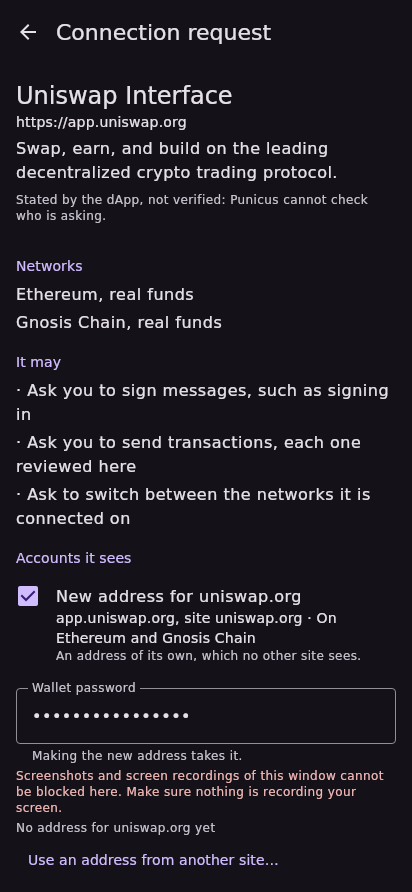 Connection request
Uniswap Interface
https://app.uniswap.org
Swap, earn, and build on the leading
decentralized crypto trading protocol.
Stated by the dApp, not verified: Punicus cannot check
who is asking.
Networks
Ethereum, real funds
Gnosis Chain, real funds
It may
· Ask you to sign messages, such as signing
in
· Ask you to send transactions, each one
reviewed here
· Ask to switch between the networks it is
connected on
Accounts it sees
New address for uniswap.org
app.uniswap.org, site uniswap.org · On
Ethereum and Gnosis Chain
An address of its own, which no other site sees.
Wallet password
••••••••••••••••
Making the new address takes it.
Screenshots and screen recordings of this window cannot
be blocked here. Make sure nothing is recording your
screen.
No address for uniswap.org yet
Use an address from another site…